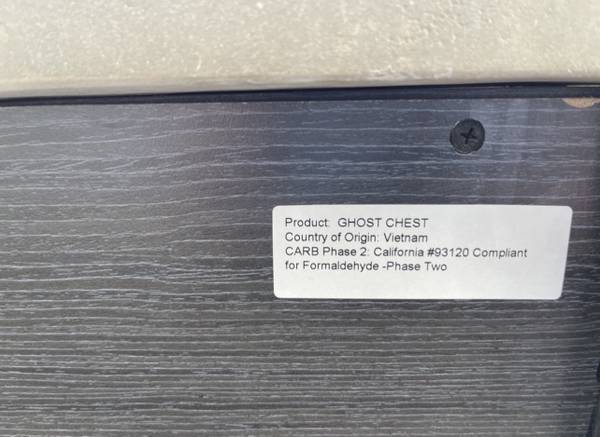 Product: GHOST CHEST
Country of Origin: Vietnam
CARB Phase 2: California #93120 Compliant
for Formaldehyde -Phase Two